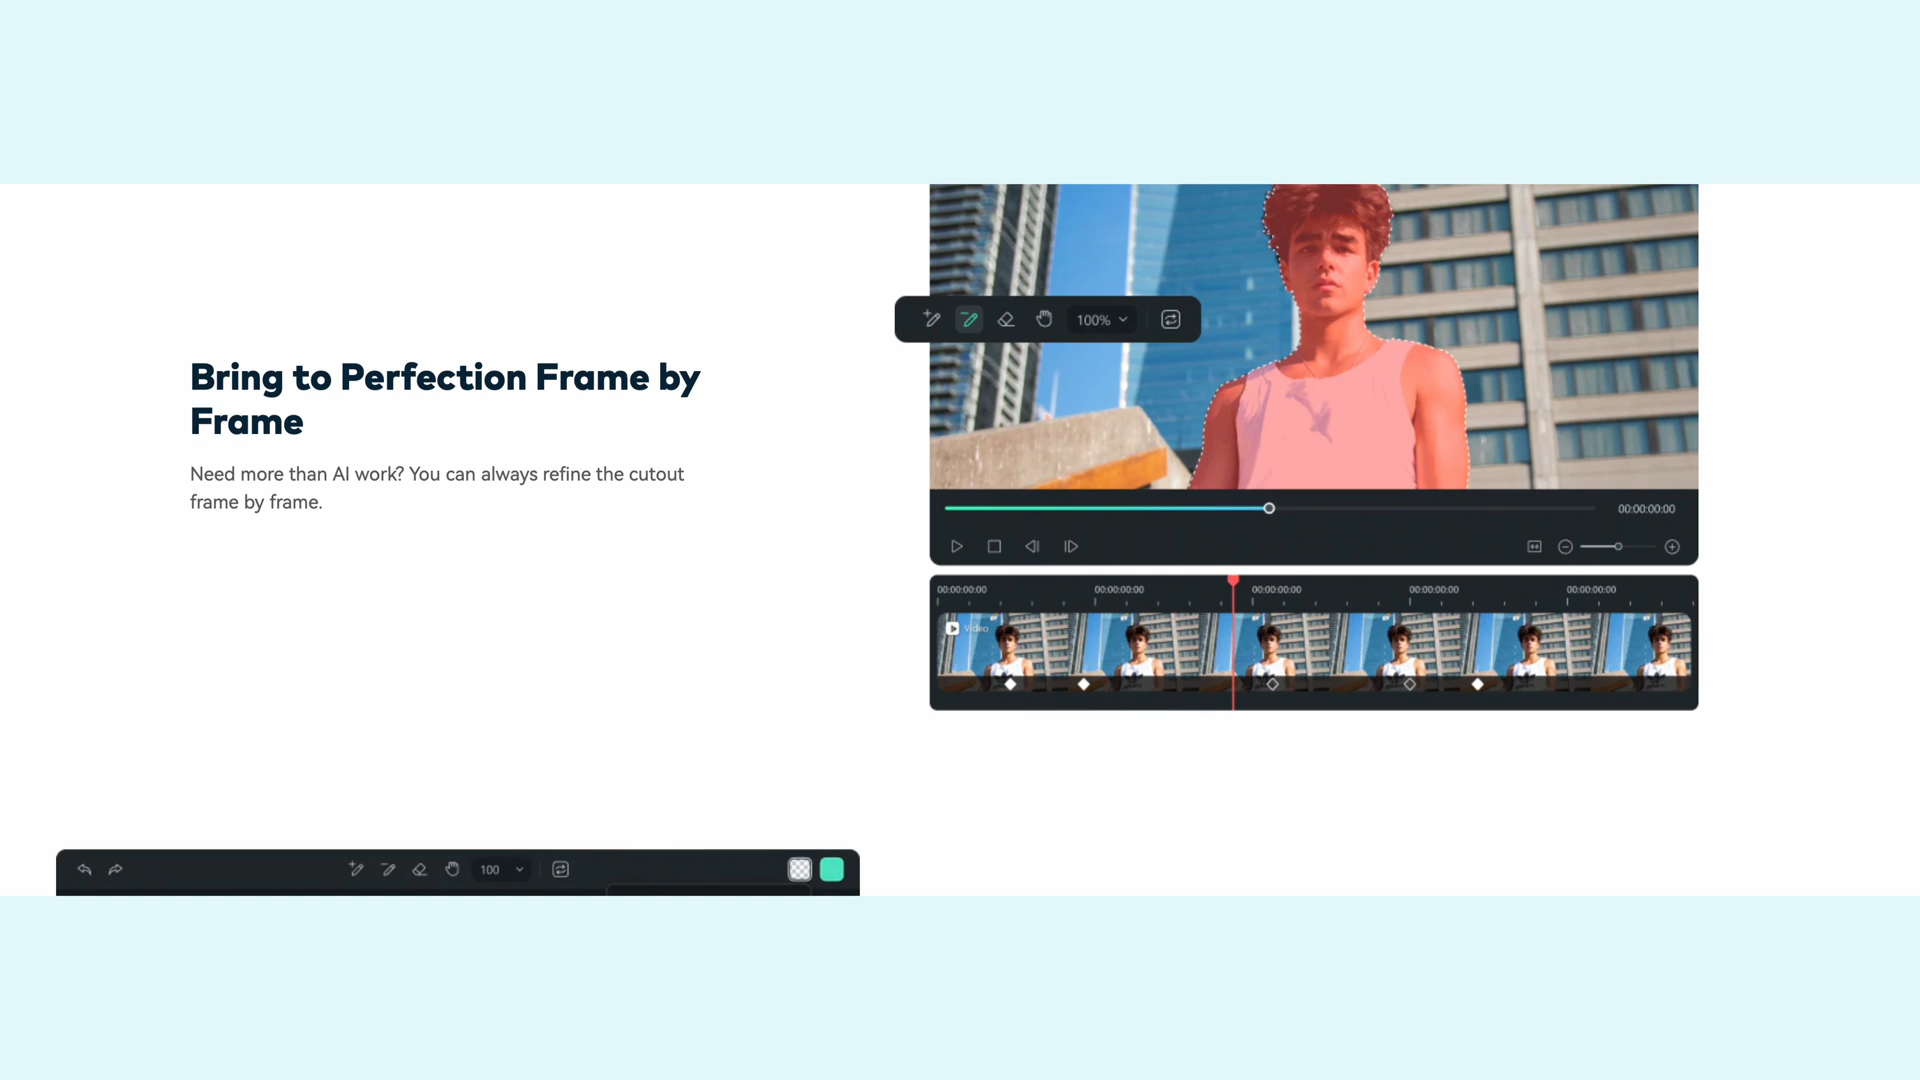 Bring to Perfection Frame by
Frame
Need more than AI work? You can always refine the cutout
frame by frame.
100%
00:00:00:00
00:00:00:00 00:00:00:00 00:00:00:00 00:00:00:00 00:00:00:00
Video
100